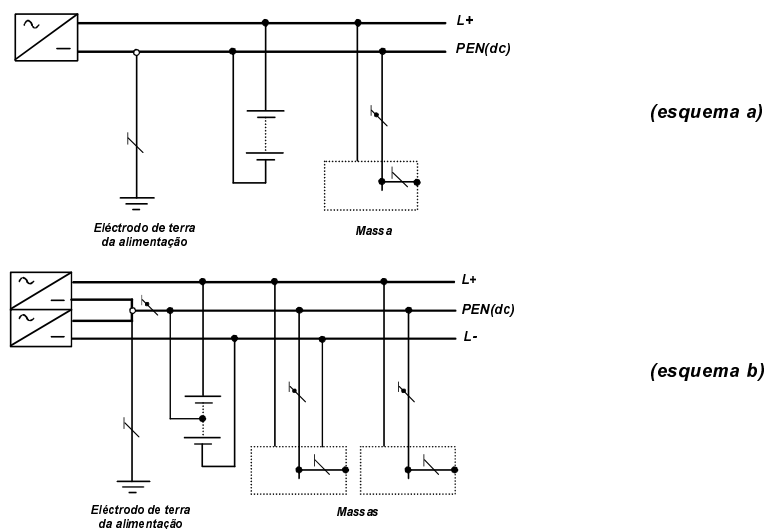 L+
PEN(dc)
(esquema a)
Eléctrodo de terra
da alimentação
Massa
L+
PEN(dc)
L-
(esquema b)
Eléctrodo de terra
da alimentação
Massas